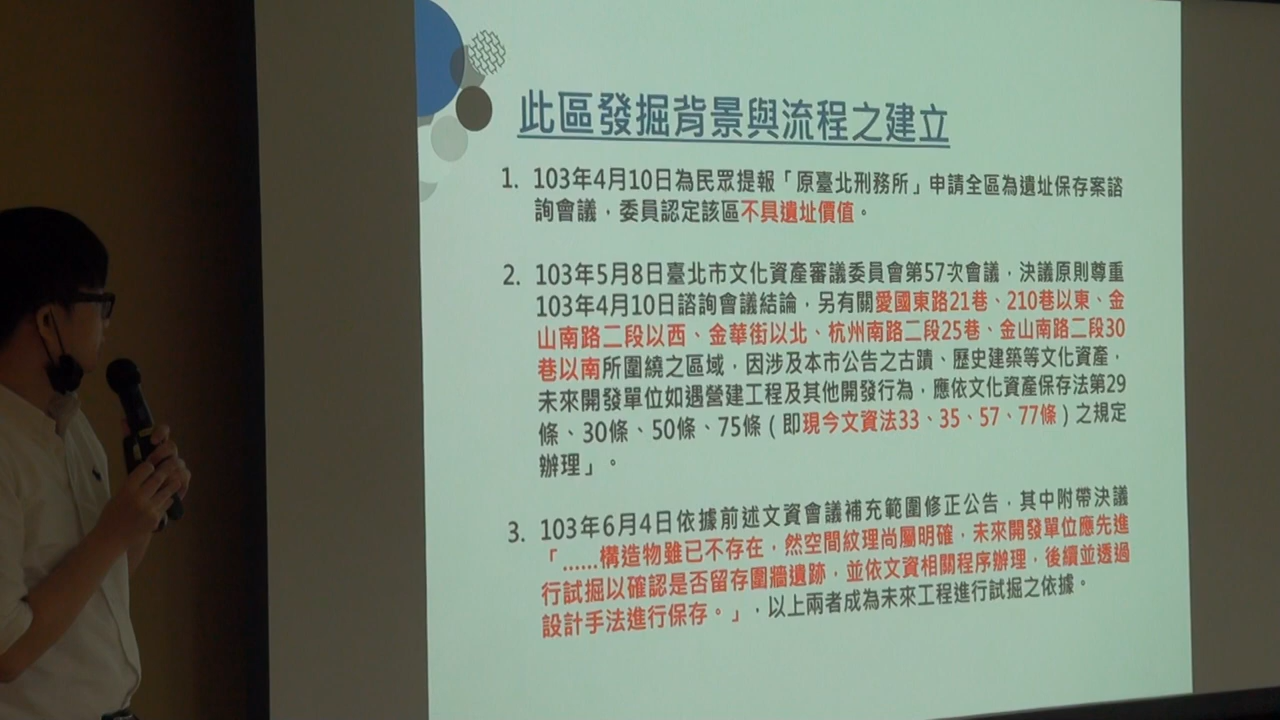 此區發掘背景與流程之建立
1. 103年4月10日為民眾提報「原臺北刑務所」申請全區為遺址保存案諮
詢會議，委員認定該區不具遺址價值。
2. 103年5月8日臺北市文化資產審議委員會第57次會議，決議原則尊重
103年4月10日諮詢會議結論，另有關愛國東路21巷、210巷以東、金
山南路二段以西、金華街以北、杭州南路二段25巷、金山南路二段30
巷以南所圍繞之區域，因涉及本市公告之古蹟、歷史建築等文化資產，
未來開發單位如遇營建工程及其他開發行為，應依文化資產保存法第29
條、30條、50條、75條（即現今文資法33、35、57、77條）之規定
辦理」。
3. 103年6月4日依據前述文資會議補充範圍修正公告，其中附帶決議
「......構造物雖已不存在，然空間紋理尚屬明確，未來開發單位應先進
行試掘以確認是否留存圍牆遺跡，並依文資相關程序辦理，後續並透過
設計手法進行保存。」，以上兩者成為未來工程進行試掘之依據。